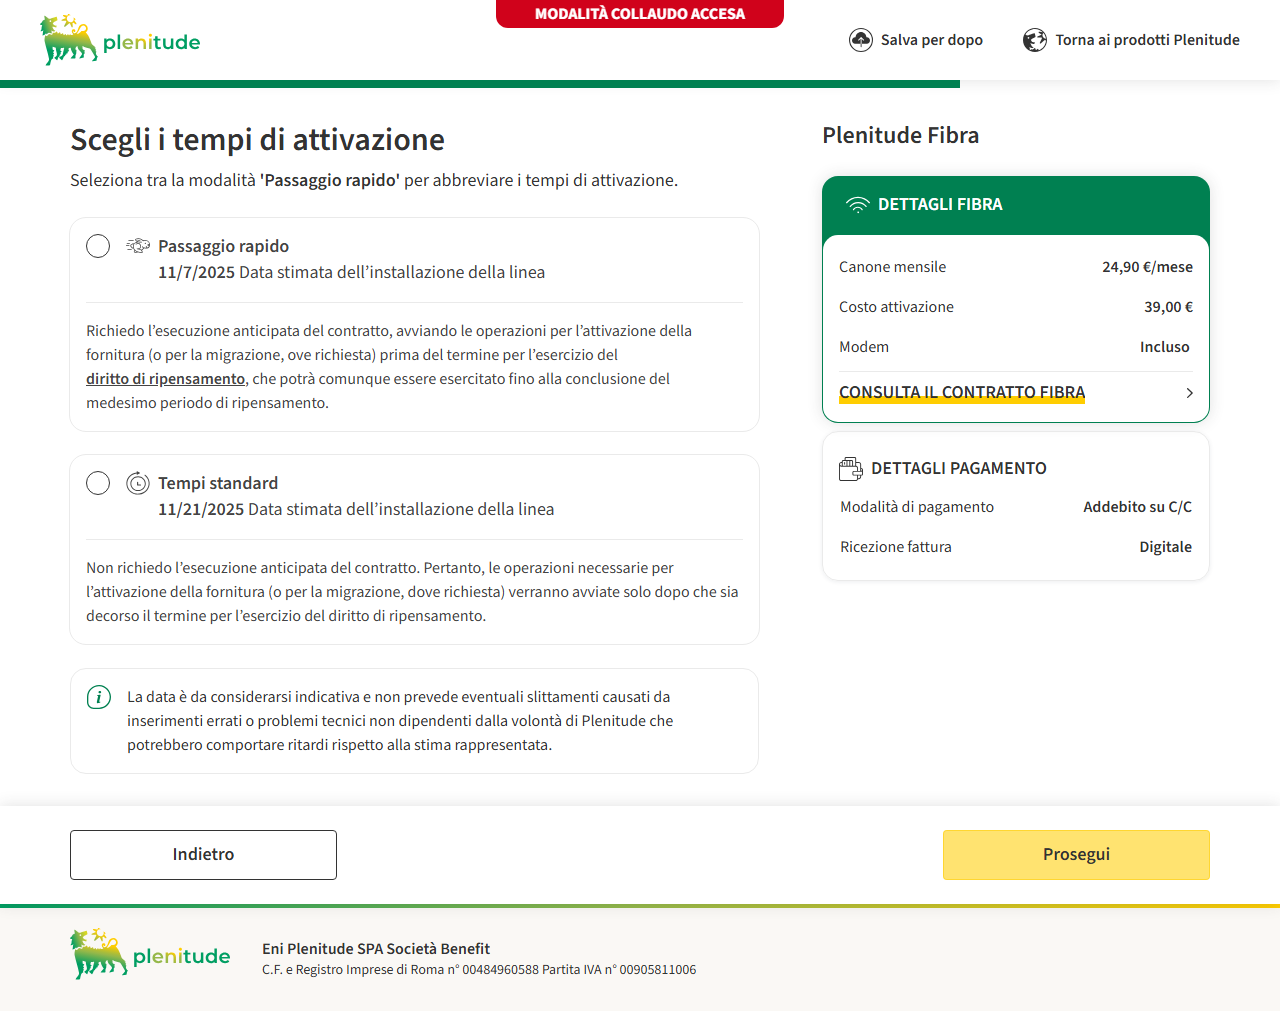 MODALITÀ COLLAUDO ACCESA
plenitude
Salva per dopo
Torna ai prodotti Plenitude
Scegli i tempi di attivazione
Seleziona tra la modalità 'Passaggio rapido' per abbreviare i tempi di attivazione.
Passaggio rapido
11/7/2025 Data stimata dell’installazione della linea
Richiedo l’esecuzione anticipata del contratto, avviando le operazioni per l’attivazione della
fornitura (o per la migrazione, ove richiesta) prima del termine per l’esercizio del
diritto di ripensamento, che potrà comunque essere esercitato fino alla conclusione del
medesimo periodo di ripensamento.
Tempi standard
11/21/2025 Data stimata dell’installazione della linea
Non richiedo l’esecuzione anticipata del contratto. Pertanto, le operazioni necessarie per
l’attivazione della fornitura (o per la migrazione, dove richiesta) verranno avviate solo dopo che sia
decorso il termine per l’esercizio del diritto di ripensamento.
La data è da considerarsi indicativa e non prevede eventuali slittamenti causati da
inserimenti errati o problemi tecnici non dipendenti dalla volontà di Plenitude che
potrebbero comportare ritardi rispetto alla stima rappresentata.
Plenitude Fibra
DETTAGLI FIBRA
Canone mensile 24,90 €/mese
Costo attivazione 39,00 €
Modem Incluso
CONSULTA IL CONTRATTO FIBRA
DETTAGLI PAGAMENTO
Modalità di pagamento Addebito su C/C
Ricezione fattura Digitale
Indietro
Prosegui
plenitude
Eni Plenitude SPA Società Benefit
C.F. e Registro Imprese di Roma n° 00484960588 Partita IVA n° 00905811006